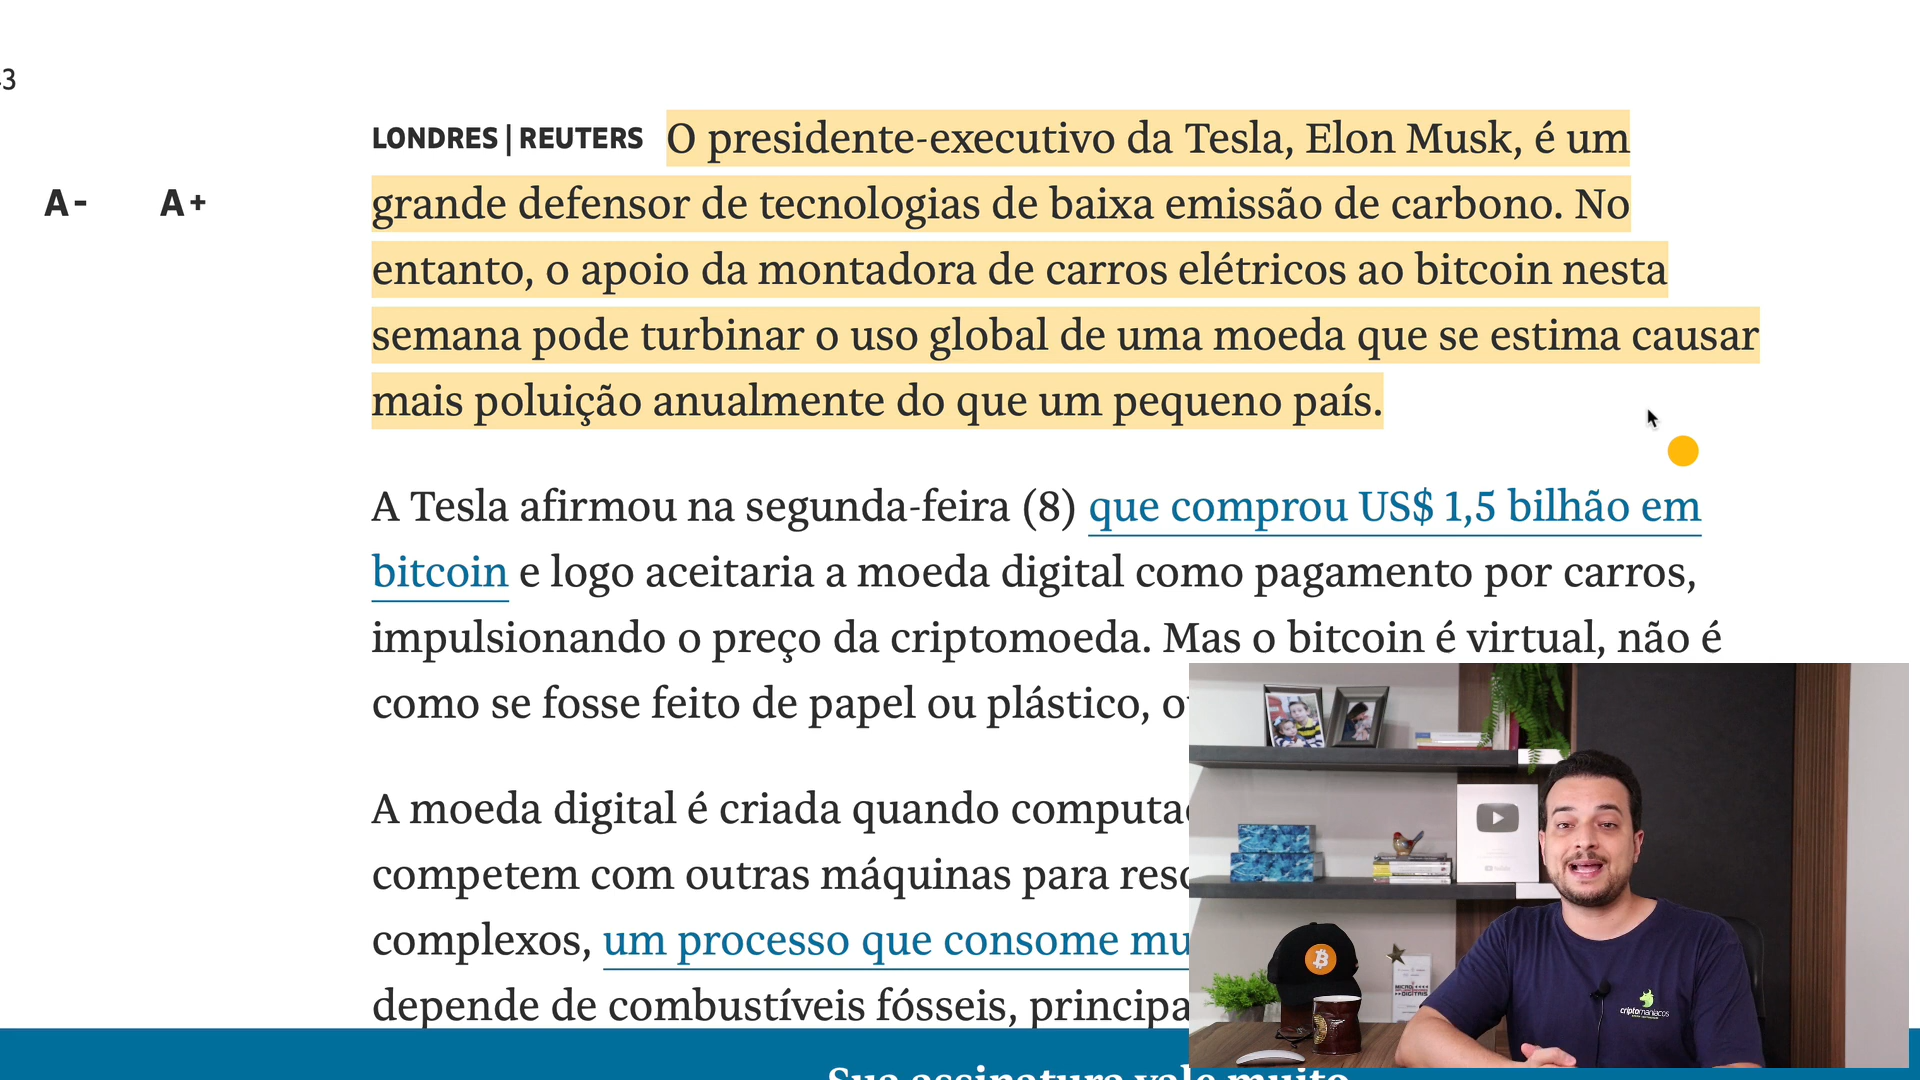 LONDRES | REUTERS O presidente-executivo da Tesla, Elon Musk, é um
A- A+
grande defensor de tecnologias de baixa emissão de carbono. No
entanto, o apoio da montadora de carros elétricos ao bitcoin nesta
semana pode turbinar o uso global de uma moeda que se estima causar
mais poluição anualmente do que um pequeno país.
A Tesla afirmou na segunda-feira (8) que comprou US$ 1,5 bilhão em
bitcoin e logo aceitaria a moeda digital como pagamento por carros,
impulsionando o preço da criptomoeda. Mas o bitcoin é virtual, não é
como se fosse feito de papel ou plástico,
A moeda digital é criada quando
competem com outras máquinas para
complexos, um processo que consome
depende de combustíveis fósseis,
Sua assinatura vale muito
criptomaniacos